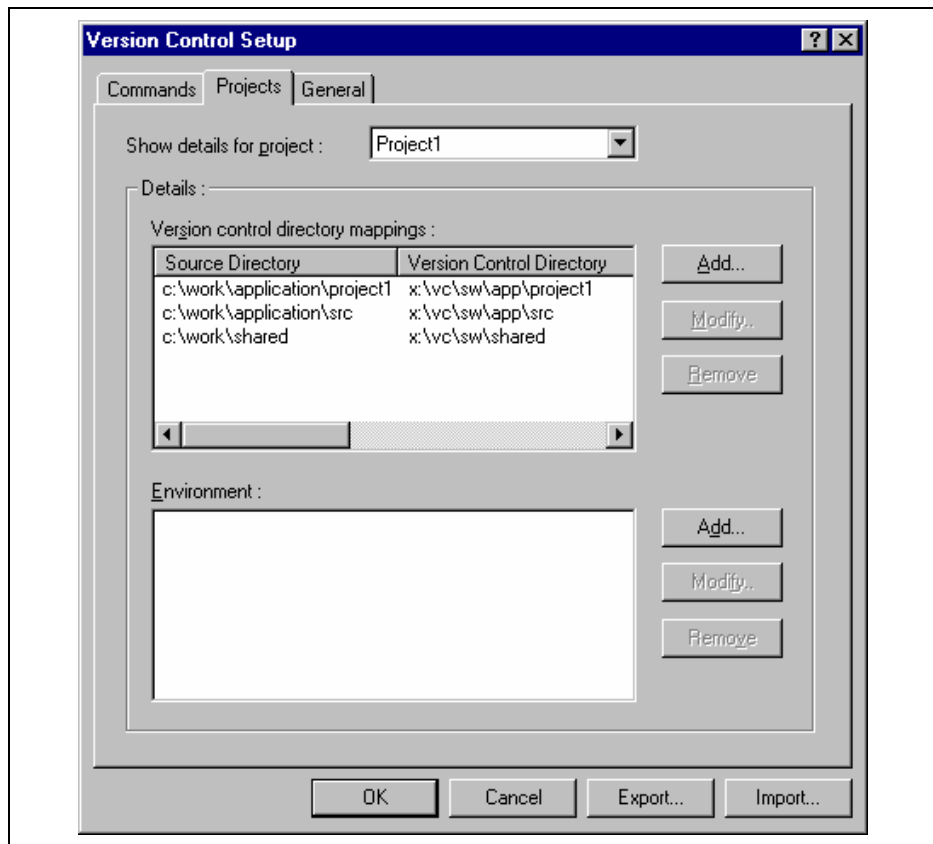 Version Control Setup
Commands Projects General
Show details for project : Project1
Details :
Version control directory mappings :
Source Directory Version Control Directory
c:\work\application\project1 x:\vc\sw\app\project1
c:\work\application\src x:\vc\sw\app\src
c:\work\shared x:\vc\sw\shared
Add...
Modify..
Remove
Environment :
Add...
Modify..
Remove
OK Cancel Export... Import...